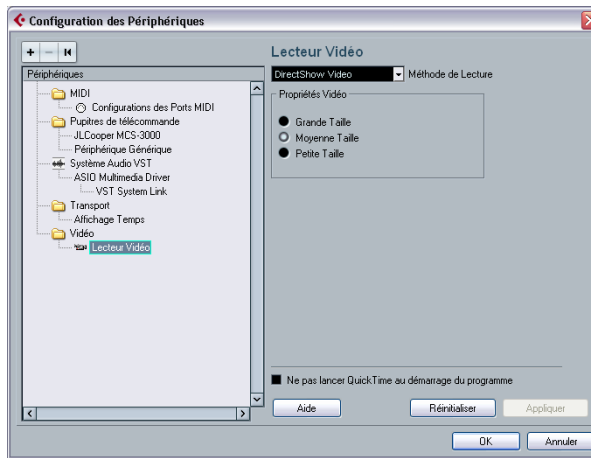 Configuration des Périphériques
Périphériques
MIDI
Configurations des Ports MIDI
Pupitres de télécommande
JLCooper MCS-3000
Périphérique Générique
Système Audio VST
ASIO Multimedia Driver
VST System Link
Transport
Affichage Temps
Vidéo
Lecteur Vidéo
Lecteur Vidéo
DirectShow Video Méthode de Lecture
Propriétés Vidéo
Grande Taille
Moyenne Taille
Petite Taille
Ne pas lancer QuickTime au démarrage du programme
Aide Réinitialiser Appliquer
OK Annuler